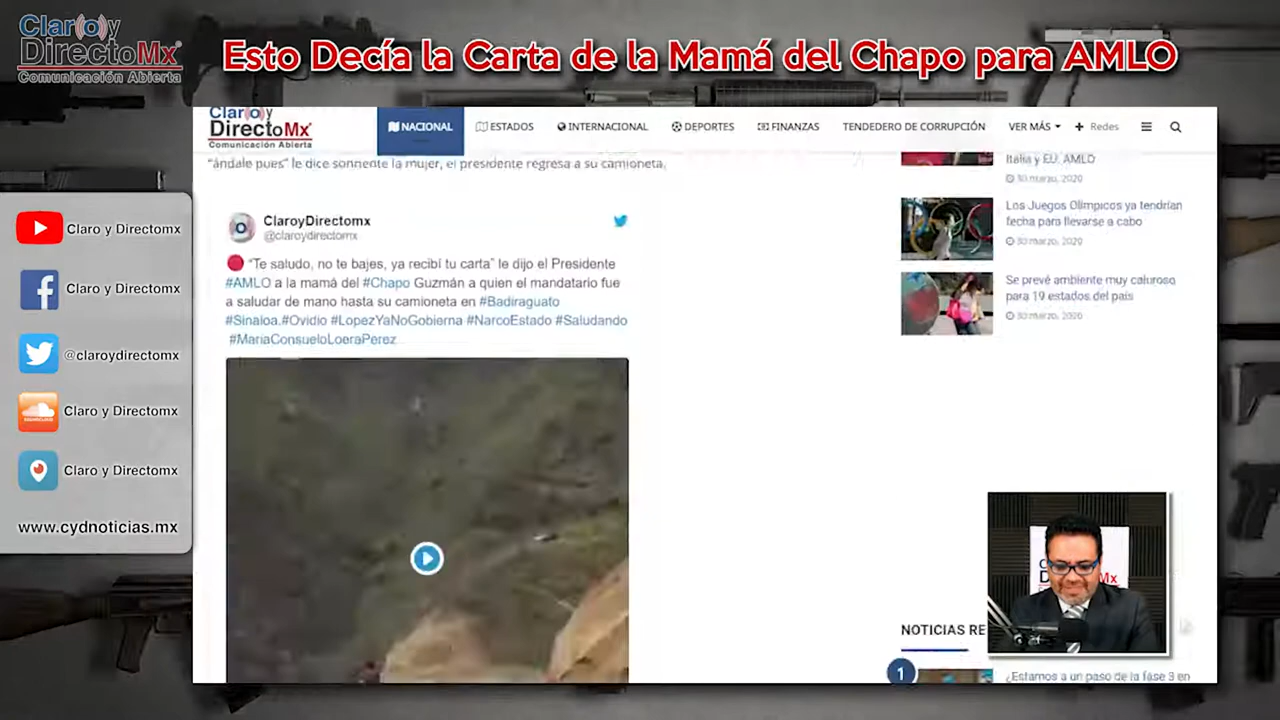 Claro y
DirectoMx
Comunicación Abierta
Esto Decía la Carta de la Mamá del Chapo para AMLO
Claro y
DirectoMx
Comunicación Abierta
NACIONAL
ESTADOS
INTERNACIONAL
DEPORTES
FINANZAS
TENDEDERO DE CORRUPCIÓN
VER MÁS
Redes
"ándale pues" le dice sonriente la mujer, el presidente regresa a su camioneta.
Italia y EU: AMLO
30 marzo, 2020
Los Juegos Olímpicos ya tendrían
fecha para llevarse a cabo
30 marzo, 2020
Se prevé ambiente muy caluroso
para 19 estados del país
30 marzo, 2020
ClaroyDirectomx
@claroydirectomx
"Te saludo, no te bajes, ya recibí tu carta" le dijo el Presidente
#AMLO a la mamá del #Chapo Guzmán a quien el mandatario fue
a saludar de mano hasta su camioneta en #Badiraguato
#Sinaloa.#Ovidio #LopezYaNoGobierna #NarcoEstado #Saludando
#MariaConsueloLoeraPerez
Claro y Directomx
Claro y Directomx
@claroydirectomx
SOUNDCLOUD
Claro y Directomx
Claro y Directomx
www.cydnoticias.mx
NOTICIAS RE
1
¿Estamos a un paso de la fase 3 en